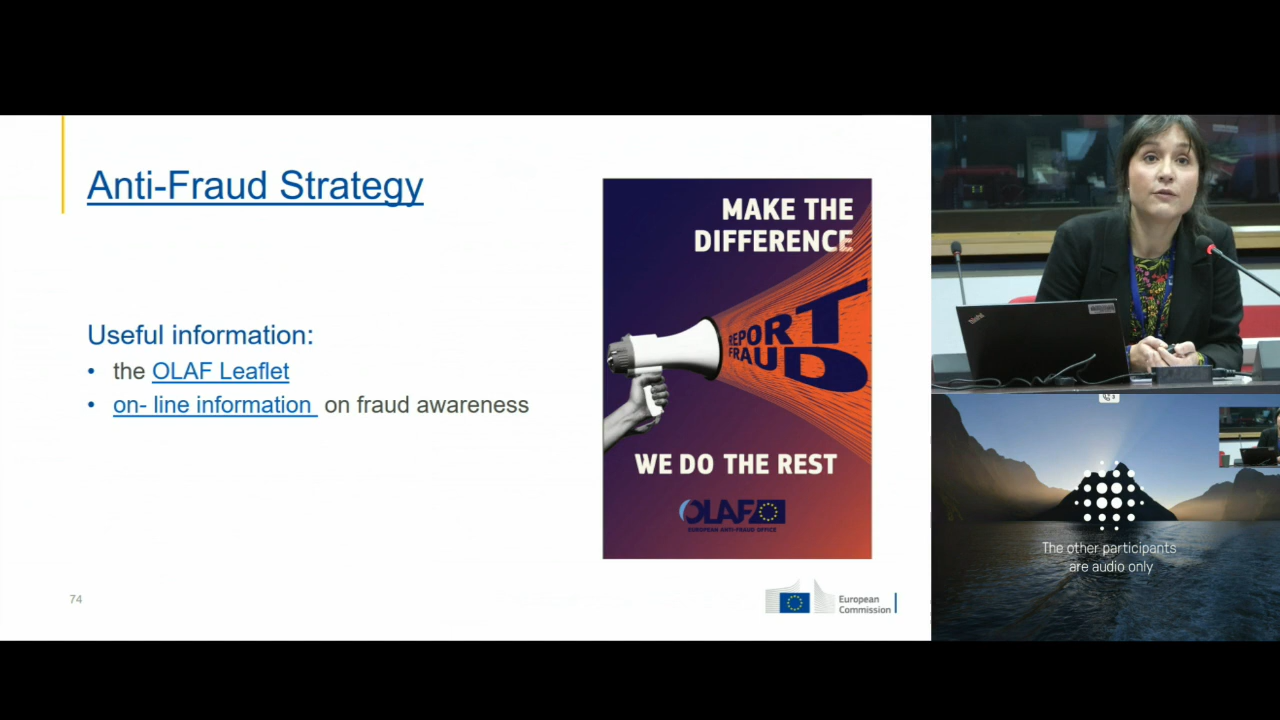 Anti-Fraud Strategy
Useful information:
• the OLAF Leaflet
• on- line information on fraud awareness
74
MAKE THE
DIFFERENCE
REPORT
FRAUD
WE DO THE REST
OLAF
EUROPEAN ANTI-FRAUD OFFICE
European
Commission
The other participants
are audio only